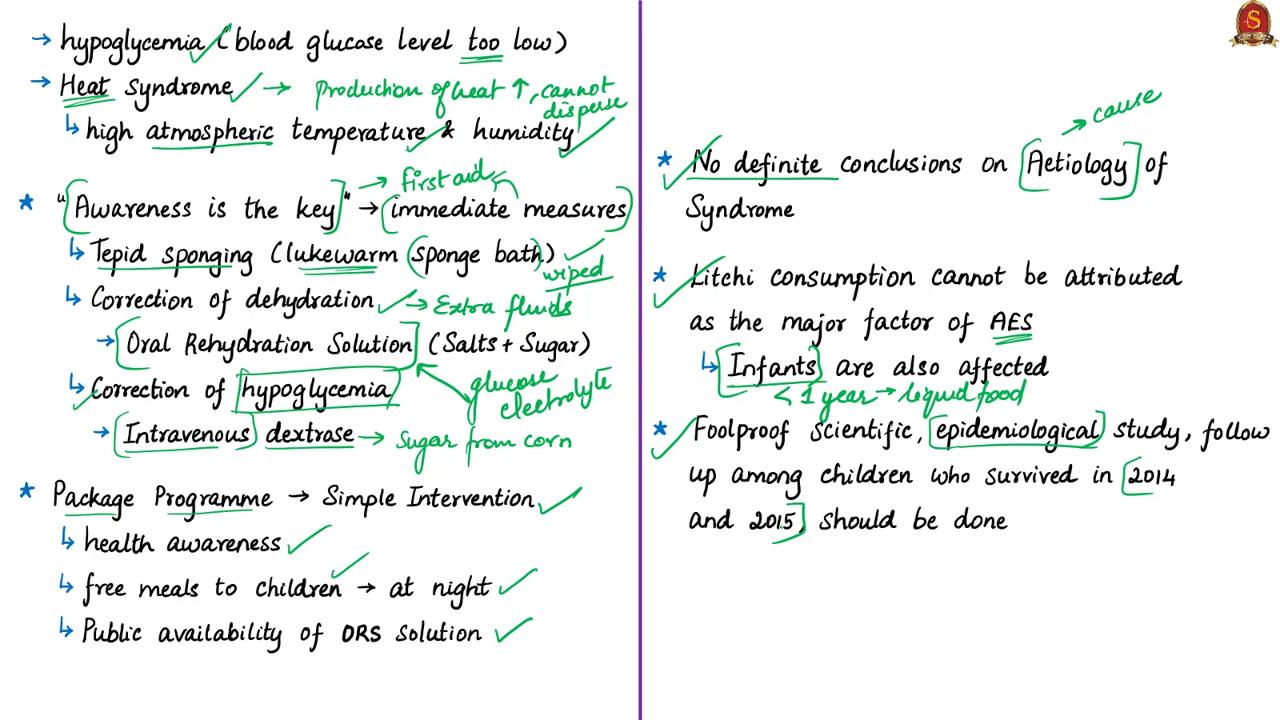 → hypoglycemia (blood glucose level too low)
→ Heat Syndrome → Production of heat ↑, cannot disperse
↳ high atmospheric temperature & humidity
→ first aid
* "Awareness is the key" → immediate measures
↳ Tepid sponging (lukewarm sponge bath)
wiped
↳ Correction of dehydration → Extra fluids
→ Oral Rehydration Solution (Salts + Sugar)
↳ Correction of hypoglycemia
glucose electrolyte
→ Intravenous dextrose → Sugar from corn
* Package Programme → Simple Intervention
↳ health awareness
↳ free meals to children → at night
↳ Public availability of ORS solution
→ cause
* No definite conclusions on Aetiology of
Syndrome
* Litchi consumption cannot be attributed
as the major factor of AES
↳ Infants are also affected
< 1 year → liquid food
* Foolproof scientific, epidemiological study, follow
up among children who survived in 2014
and 2015, should be done